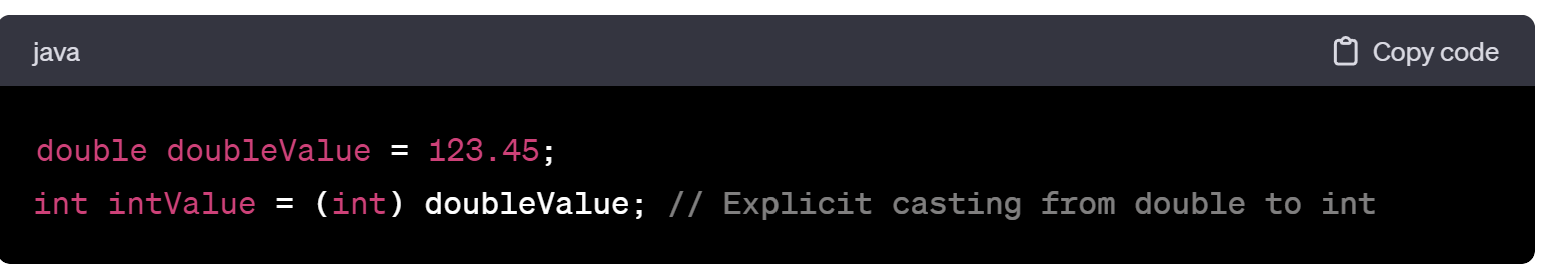 java
Copy code
double doubleValue = 123.45;
int intValue = (int) doubleValue; // Explicit casting from double to int